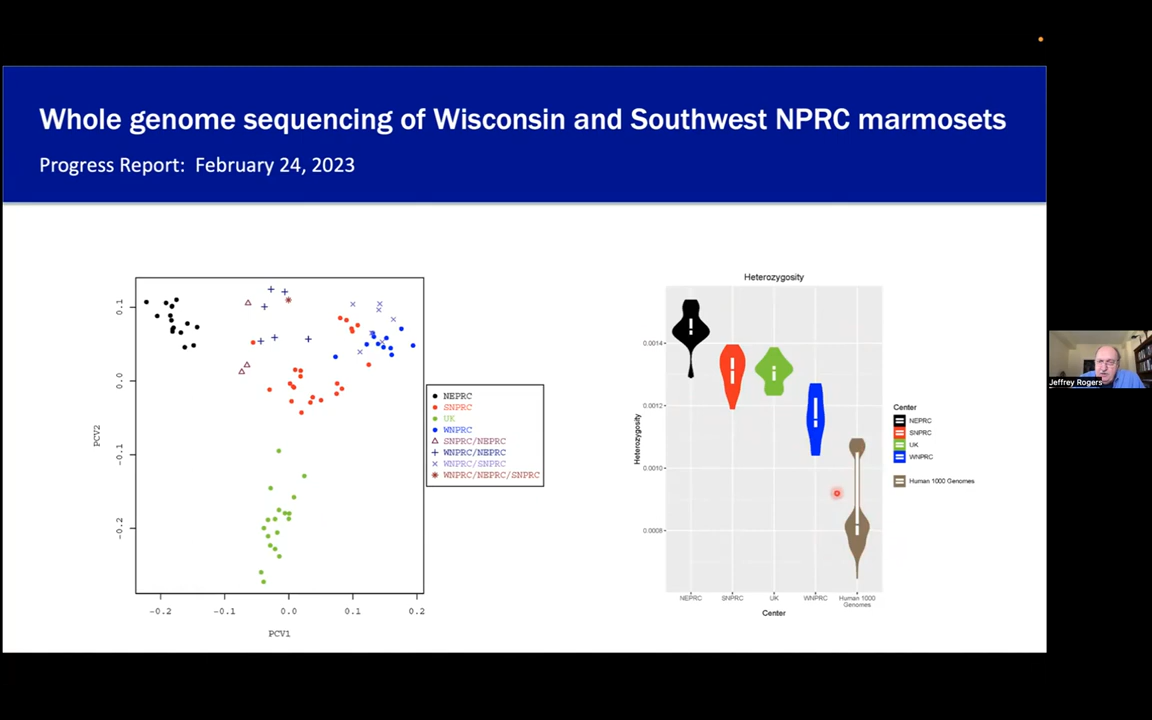 Whole genome sequencing of Wisconsin and Southwest NPRC marmosets
Progress Report: February 24, 2023
0.1
0.0
-0.1
-0.2
PCV2
-0.2
-0.1
0.0
0.1
0.2
PCV1
NEPRC
SNPRC
UK
WNPRC
SNPRC/NEPRC
WNPRC/NEPRC
WNPRC/SNPRC
WNPRC/NEPRC/SNPRC
Heterozygosity
0.0014
0.0012
0.0010
0.0008
Heterozygosity
NEPRC
SNPRC
UK
WNPRC
Human 1000
Genomes
Center
Center
NEPRC
SNPRC
UK
WNPRC
Human 1000 Genomes
Jeffrey Rogers